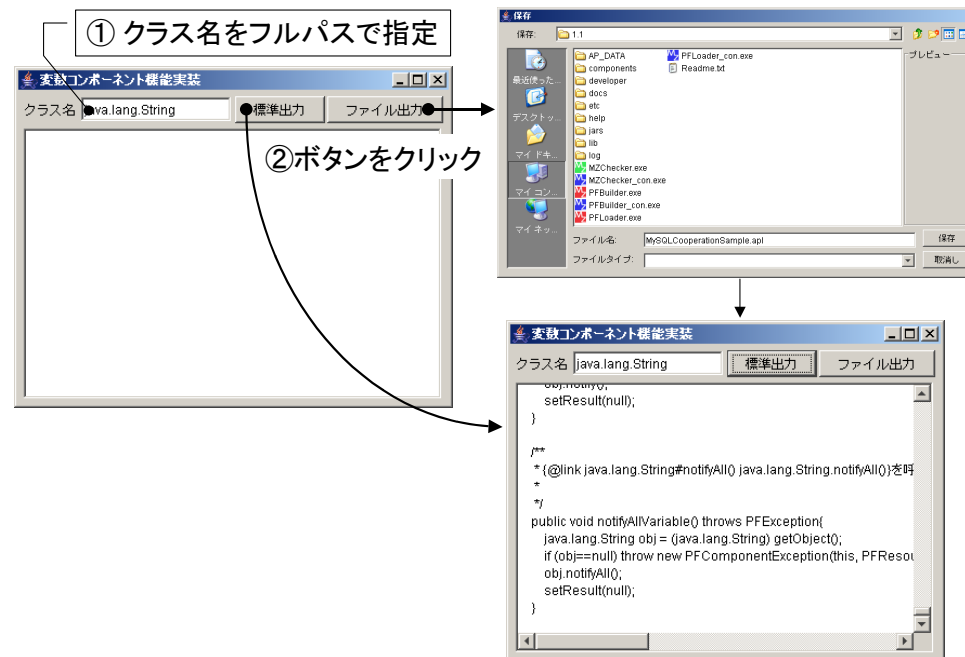 ① クラス名をフルパスで指定
変数コンポーネント機能実装
クラス名 java.lang.String 標準出力 ファイル出力
②ボタンをクリック
保存
保存: 1.1
プレビュー
最近使った...
デスクトッ...
マイ ドキ...
マイ コン...
マイ ネッ...
AP_DATA
components
developer
docs
etc
help
jars
lib
log
MZChecker.exe
MZChecker_con.exe
PFBuilder.exe
PFBuilder_con.exe
PFLoader.exe
PFLoader_con.exe
Readme.txt
ファイル名: MySQLCooperationSample.apl 保存
ファイルタイプ: 取消し
変数コンポーネント機能実装
クラス名 java.lang.String 標準出力 ファイル出力
obj.notify();
setResult(null);
}
/**
* {@link java.lang.String#notifyAll() java.lang.String.notifyAll()}を呼
*
*/
public void notifyAllVariable() throws PFException{
java.lang.String obj = (java.lang.String) getObject();
if (obj==null) throw new PFComponentException(this, PFResou
obj.notifyAll();
setResult(null);
}